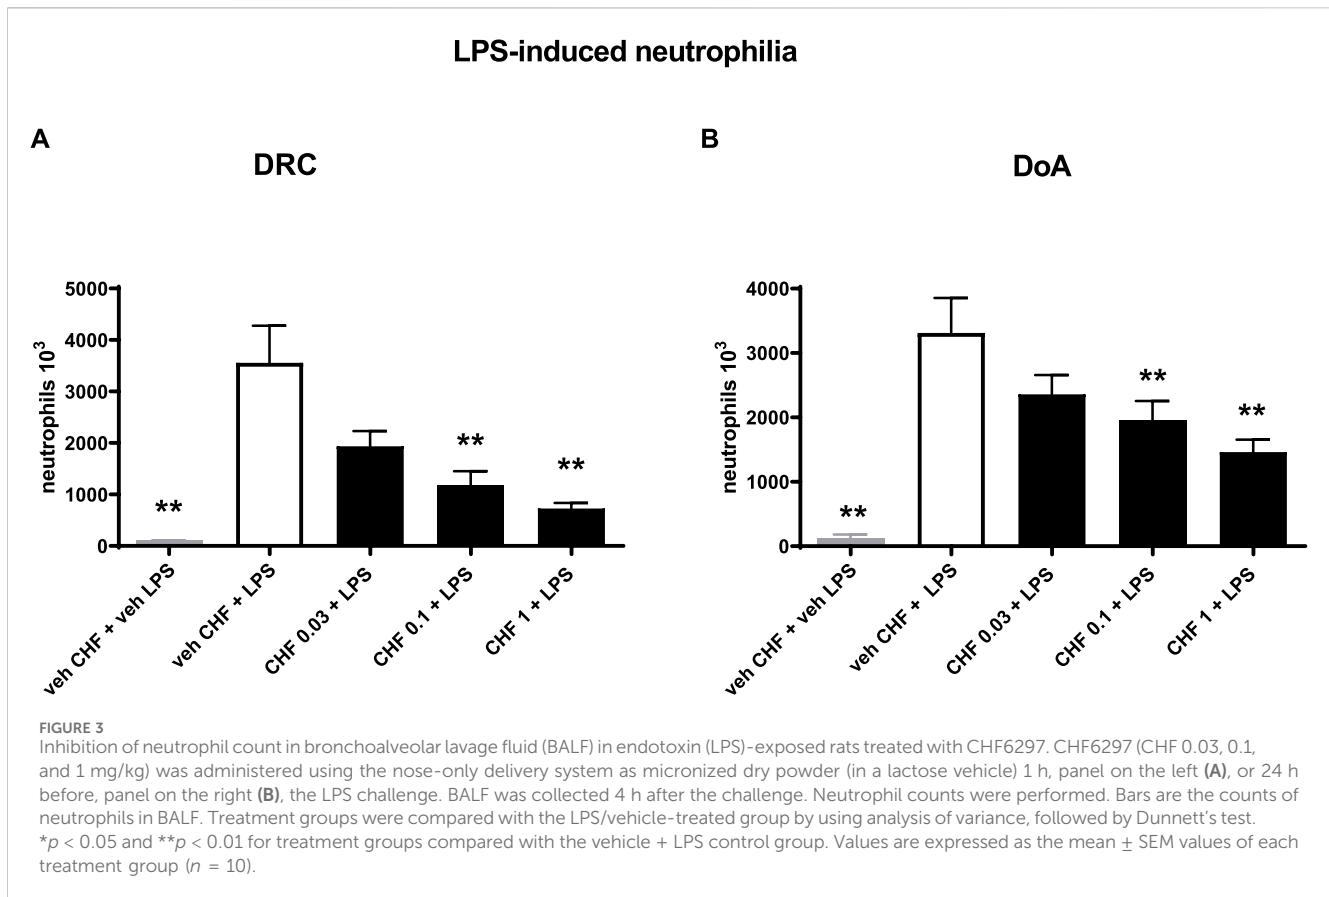 LPS-induced neutrophilia
A
DRC
neutrophils 10³
5000
4000
3000
2000
1000
0
**
**
**
veh CHF + veh LPS
veh CHF + LPS
CHF 0.03 + LPS
CHF 0.1 + LPS
CHF 1 + LPS
B
DoA
neutrophils 10³
4000
3000
2000
1000
0
**
**
**
veh CHF + veh LPS
veh CHF + LPS
CHF 0.03 + LPS
CHF 0.1 + LPS
CHF 1 + LPS
FIGURE 3
Inhibition of neutrophil count in bronchoalveolar lavage fluid (BALF) in endotoxin (LPS)-exposed rats treated with CHF6297. CHF6297 (CHF 0.03, 0.1,
and 1 mg/kg) was administered using the nose-only delivery system as micronized dry powder (in a lactose vehicle) 1 h, panel on the left (A), or 24 h
before, panel on the right (B), the LPS challenge. BALF was collected 4 h after the challenge. Neutrophil counts were performed. Bars are the counts of
neutrophils in BALF. Treatment groups were compared with the LPS/vehicle-treated group by using analysis of variance, followed by Dunnett's test.
*p < 0.05 and **p < 0.01 for treatment groups compared with the vehicle + LPS control group. Values are expressed as the mean ± SEM values of each
treatment group (n = 10).